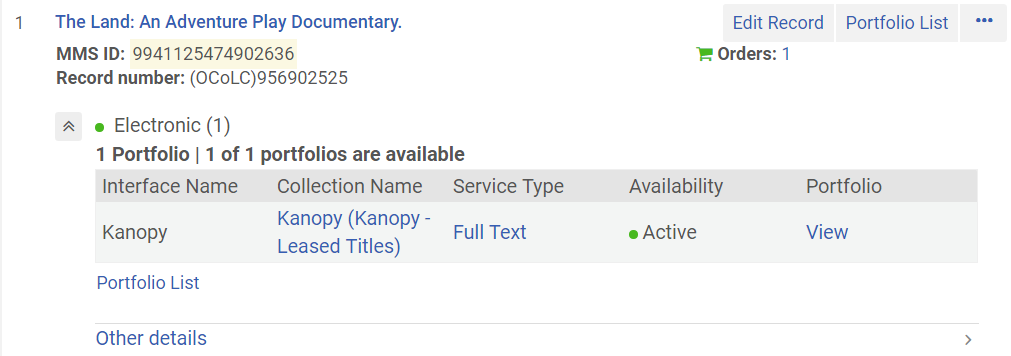 1 The Land: An Adventure Play Documentary. Edit Record Portfolio List •••
MMS ID: 9941125474902636 Orders: 1
Record number: (OCoLC)956902525
Electronic (1)
1 Portfolio | 1 of 1 portfolios are available
Interface Name Collection Name Service Type Availability Portfolio
Kanopy Kanopy (Kanopy - Leased Titles) Full Text Active View
Portfolio List
Other details